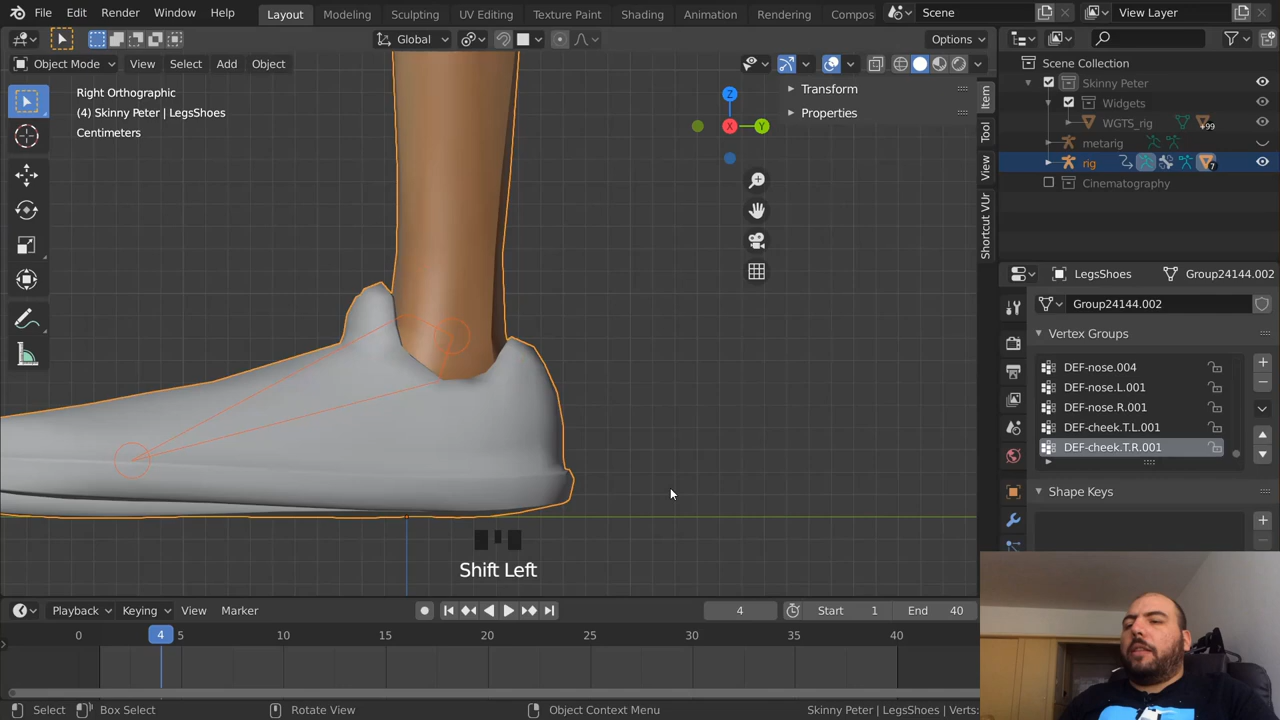 File Edit Render Window Help Layout Modeling Sculpting UV Editing Texture Paint Shading Animation Rendering Compos Scene View Layer
Global Options
Object Mode View Select Add Object
Right Orthographic
(4) Skinny Peter | LegsShoes
Centimeters
Z
X
Y
Transform
Properties
Item
Tool
View
Shortcut VUr
Scene Collection
Skinny Peter
Widgets
WGTS_rig +99
metarig
rig 7
Cinematography
LegsShoes Group24144.002
Group24144.002
Vertex Groups
DEF-nose.004
DEF-nose.L.001
DEF-nose.R.001
DEF-cheek.T.L.001
DEF-cheek.T.R.001
Shape Keys
Shift Left
Playback Keying View Marker 4 Start 1 End 40
0 4 5 10 15 20 25 30 35 40
Select Box Select Rotate View Object Context Menu Skinny Peter | LegsShoes | Verts: